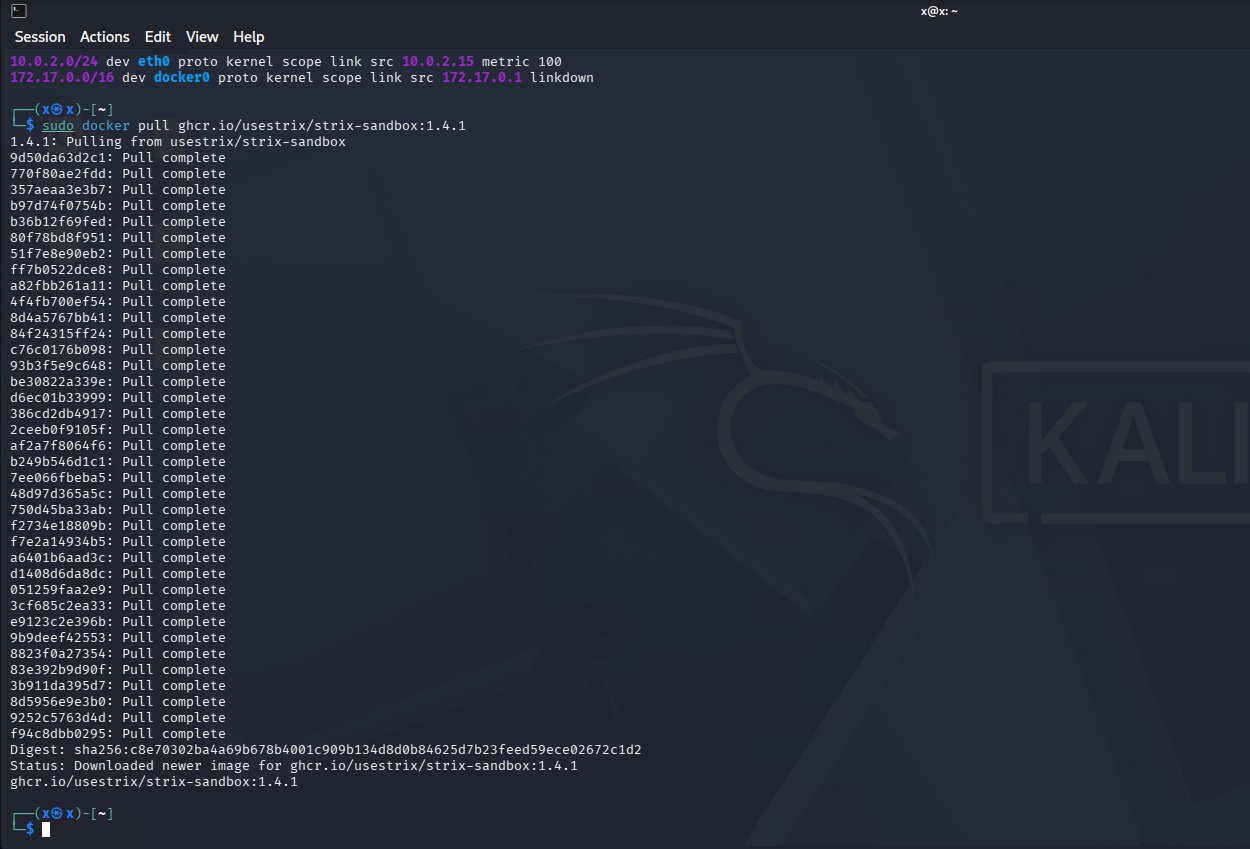 x@x: ~
Session Actions Edit View Help
10.0.2.0/24 dev eth0 proto kernel scope link src 10.0.2.15 metric 100
172.17.0.0/16 dev docker0 proto kernel scope link src 172.17.0.1 linkdown
┌──(x㉿x)-[~]
└─$ sudo docker pull ghcr.io/usestrix/strix-sandbox:1.4.1
1.4.1: Pulling from usestrix/strix-sandbox
9d50da63d2c1: Pull complete
770f80ae2fdd: Pull complete
357aeaa3e3b7: Pull complete
b97d74f0754b: Pull complete
b36b12f69fed: Pull complete
80f78bd8f951: Pull complete
51f7e8e90eb2: Pull complete
ff7b0522dce8: Pull complete
a82fbb261a11: Pull complete
4f4fb700ef54: Pull complete
8d4a5767bb41: Pull complete
84f24315ff24: Pull complete
c76c0176b098: Pull complete
93b3f5e9c648: Pull complete
be30822a339e: Pull complete
d6ec01b33999: Pull complete
386cd2db4917: Pull complete
2ceeb0f9105f: Pull complete
af2a7f8064f6: Pull complete
b249b546d1c1: Pull complete
7ee066fbeba5: Pull complete
48d97d365a5c: Pull complete
750d45ba33ab: Pull complete
f2734e18809b: Pull complete
f7e2a14934b5: Pull complete
a6401b6aad3c: Pull complete
d1408d6da8dc: Pull complete
051259faa2e9: Pull complete
3cf685c2ea33: Pull complete
e9123c2e396b: Pull complete
9b9deef42553: Pull complete
8823f0a27354: Pull complete
83e392b9d90f: Pull complete
3b911da395d7: Pull complete
8d5956e9e3b0: Pull complete
9252c5763d4d: Pull complete
f94c8dbb0295: Pull complete
Digest: sha256:c8e70302ba4a69b678b4001c909b134d8d0b84625d7b23feed59ece02672c1d2
Status: Downloaded newer image for ghcr.io/usestrix/strix-sandbox:1.4.1
ghcr.io/usestrix/strix-sandbox:1.4.1
┌──(x㉿x)-[~]
└─$
KALI